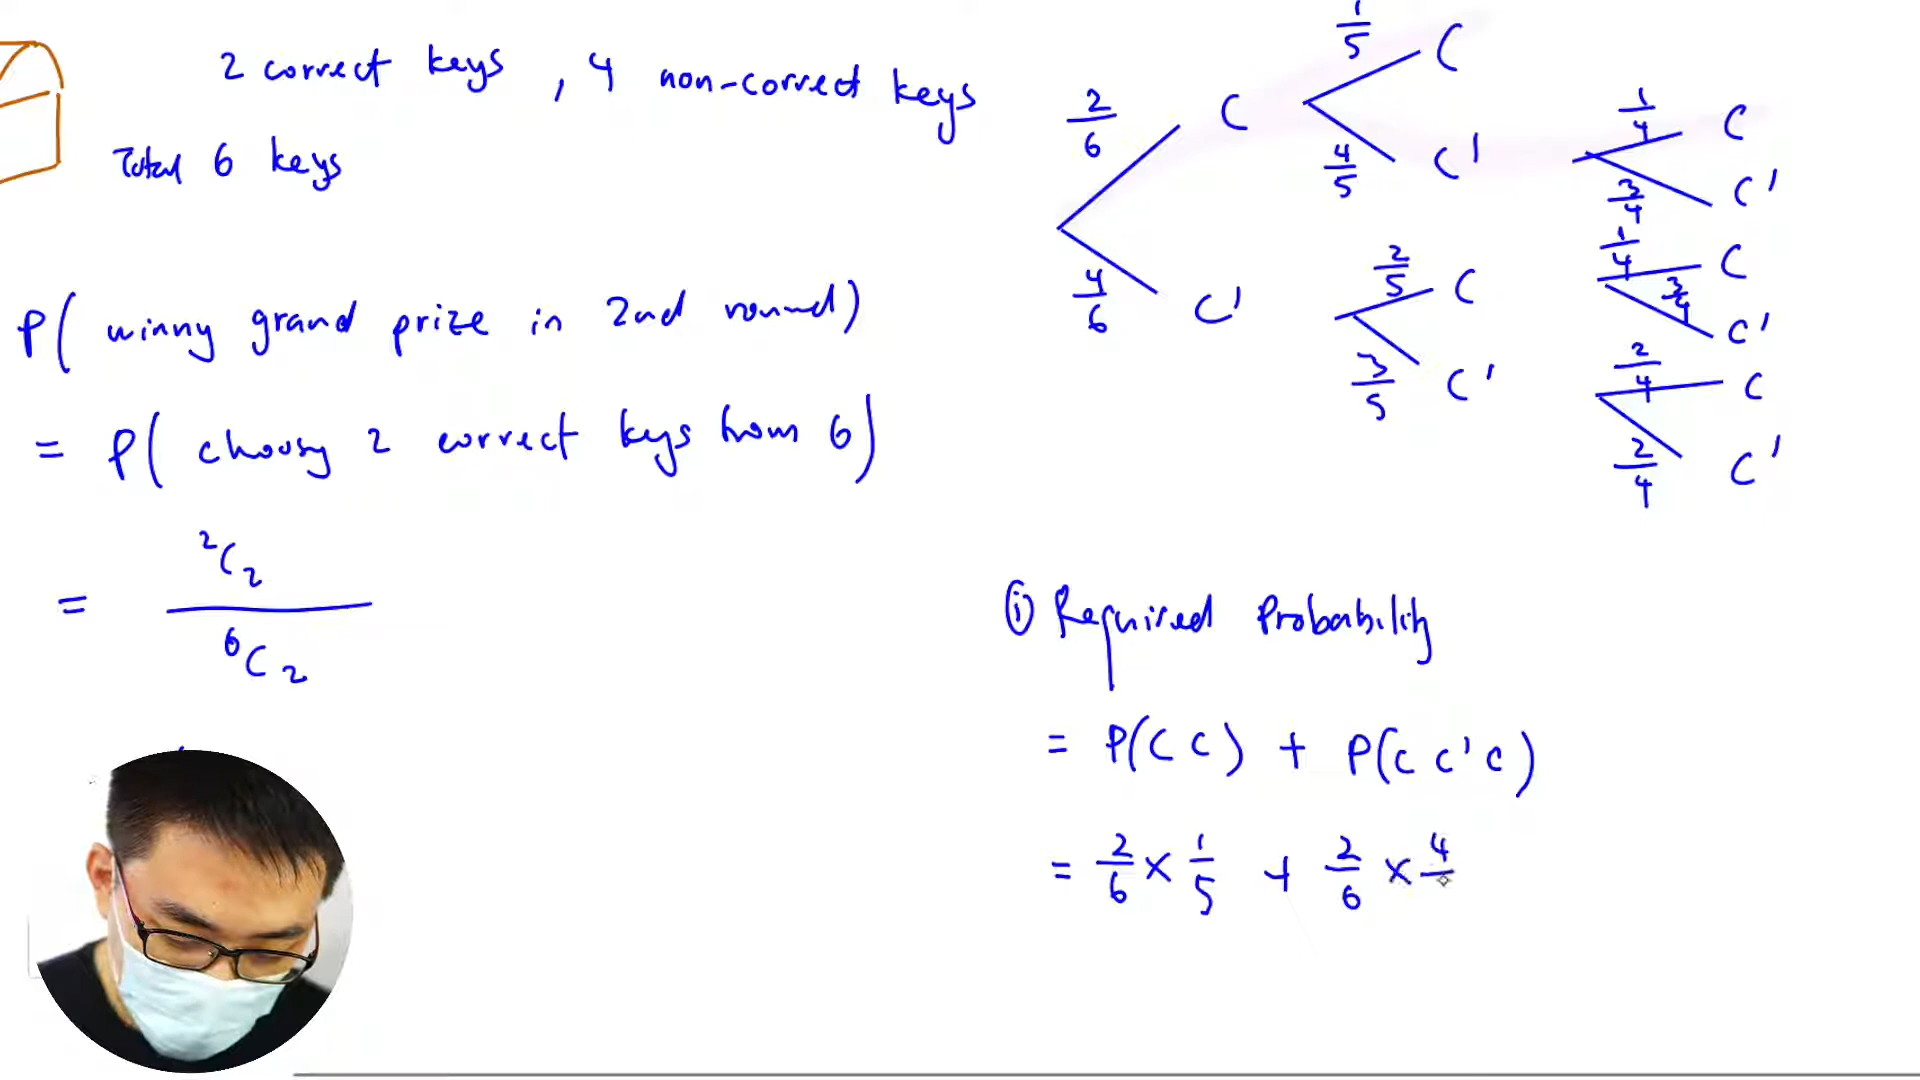 2 correct keys , 4 non-correct keys
Total 6 keys
P( winny grand prize in 2nd round)
= P( choosy 2 correct keys from 6)
= ²C₂
⁶C₂
1/5 C
2/6 C
4/5 C'
1/4 C
3/4 C'
4/6 C'
2/5 C
3/5 C'
1/4 C
3/4 C'
2/4 C
2/4 C'
(i) Required Probability
= P(C C) + P(C C' C)
= 2/6 × 1/5 + 2/6 × 4/